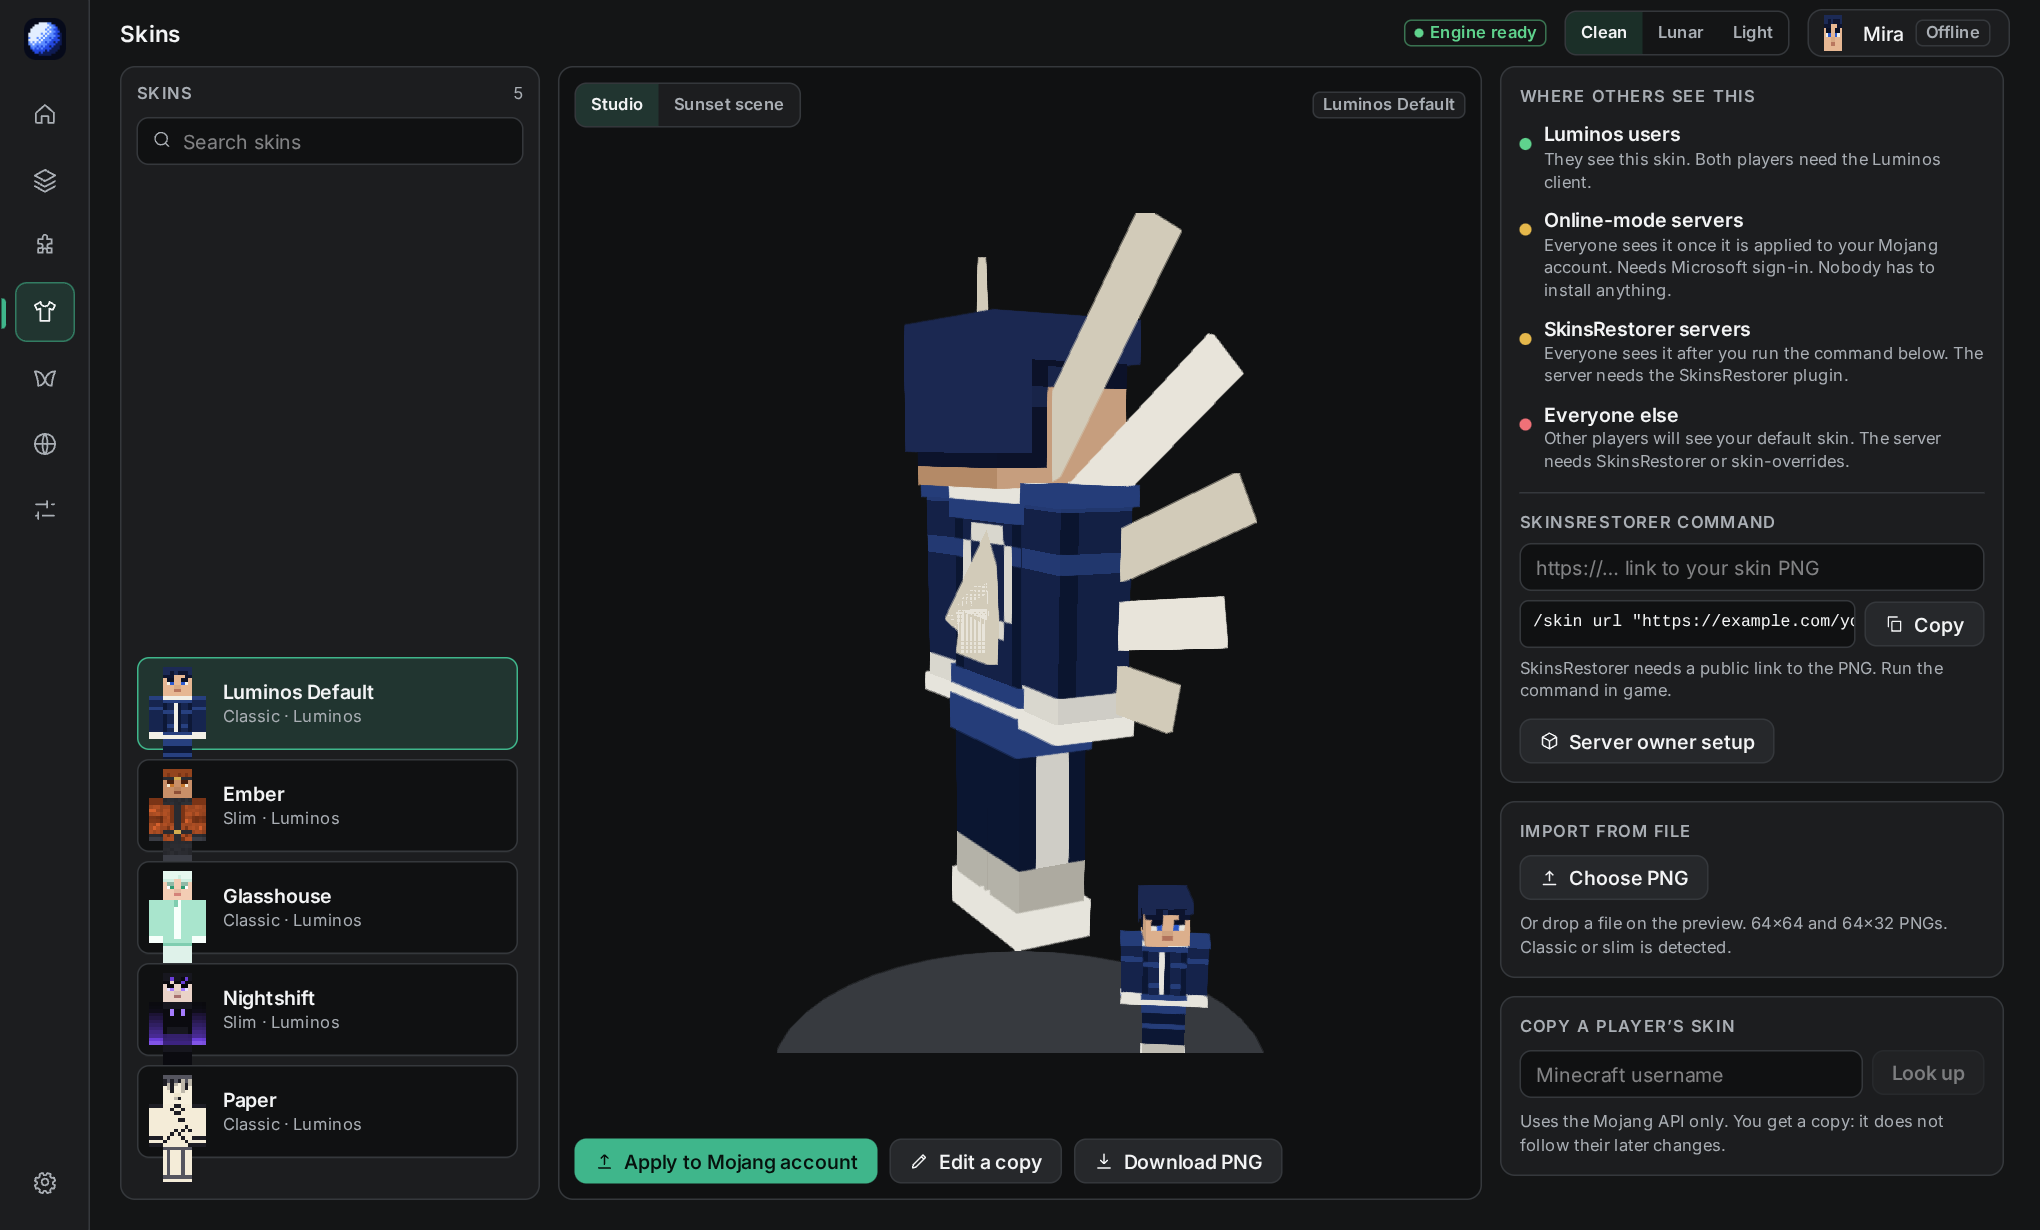 Skins
Engine ready
Clean
Lunar
Light
Mira
Offline
SKINS
5
Search skins
Luminos Default
Classic · Luminos
Ember
Slim · Luminos
Glasshouse
Classic · Luminos
Nightshift
Slim · Luminos
Paper
Classic · Luminos
Studio
Sunset scene
Luminos Default
Apply to Mojang account
Edit a copy
Download PNG
WHERE OTHERS SEE THIS
Luminos users
They see this skin. Both players need the Luminos
client.
Online-mode servers
Everyone sees it once it is applied to your Mojang
account. Needs Microsoft sign-in. Nobody has to
install anything.
SkinsRestorer servers
Everyone sees it after you run the command below. The
server needs the SkinsRestorer plugin.
Everyone else
Other players will see your default skin. The server
needs SkinsRestorer or skin-overrides.
SKINSRESTORER COMMAND
https://... link to your skin PNG
/skin url "https://example.com/yo
Copy
SkinsRestorer needs a public link to the PNG. Run the
command in game.
Server owner setup
IMPORT FROM FILE
Choose PNG
Or drop a file on the preview. 64×64 and 64×32 PNGs.
Classic or slim is detected.
COPY A PLAYER’S SKIN
Minecraft username
Look up
Uses the Mojang API only. You get a copy: it does not
follow their later changes.